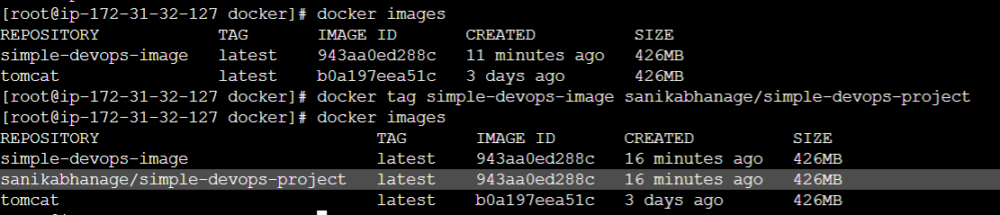 [root@ip-172-31-32-127 docker]# docker images
REPOSITORY TAG IMAGE ID CREATED SIZE
simple-devops-image latest 943aa0ed288c 11 minutes ago 426MB
tomcat latest b0a197eea51c 3 days ago 426MB
[root@ip-172-31-32-127 docker]# docker tag simple-devops-image sanikabhanage/simple-devops-project
[root@ip-172-31-32-127 docker]# docker images
REPOSITORY TAG IMAGE ID CREATED SIZE
simple-devops-image latest 943aa0ed288c 16 minutes ago 426MB
sanikabhanage/simple-devops-project latest 943aa0ed288c 16 minutes ago 426MB
tomcat latest b0a197eea51c 3 days ago 426MB